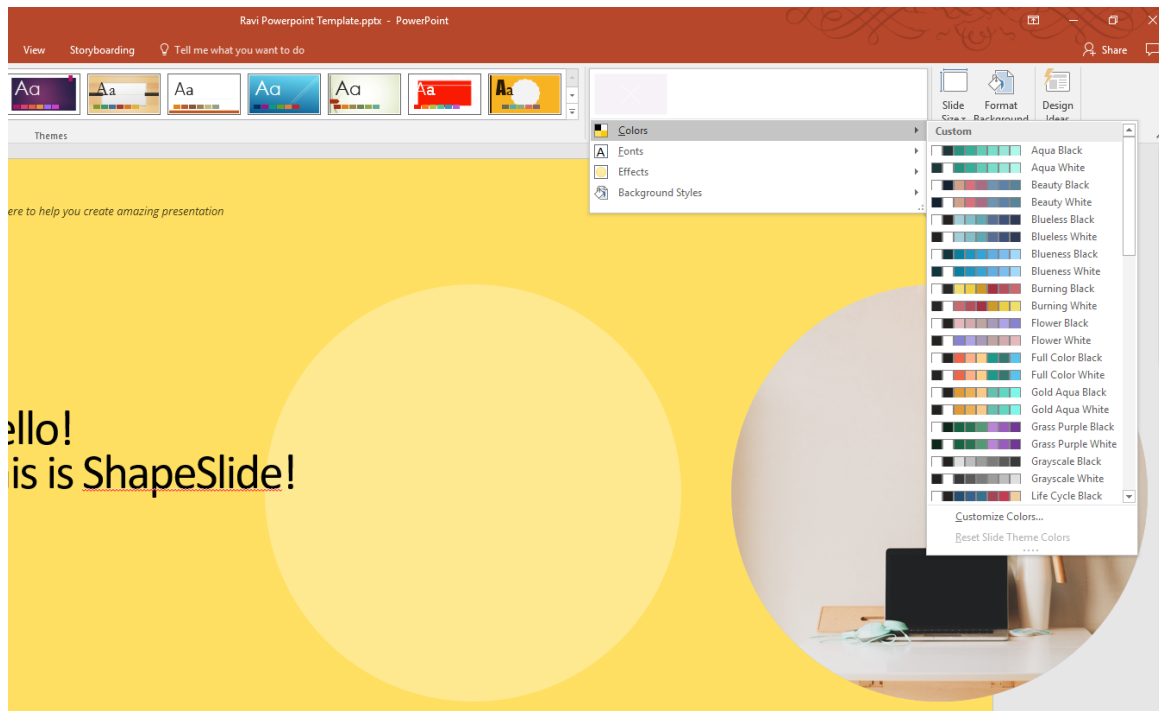 Ravi Powerpoint Template.pptx - PowerPoint
View Storyboarding Tell me what you want to do
Share
Aa Aa Aa Aa Aa Aa Aa
Slide Format Design
Size Background Ideas
Themes
Colors
Fonts
Effects
Background Styles
Custom
Aqua Black
Aqua White
Beauty Black
Beauty White
Blueless Black
Blueless White
Blueness Black
Blueness White
Burning Black
Burning White
Flower Black
Flower White
Full Color Black
Full Color White
Gold Aqua Black
Gold Aqua White
Grass Purple Black
Grass Purple White
Grayscale Black
Grayscale White
Life Cycle Black
Customize Colors...
Reset Slide Theme Colors
ere to help you create amazing presentation
ello!
is is ShapeSlide!